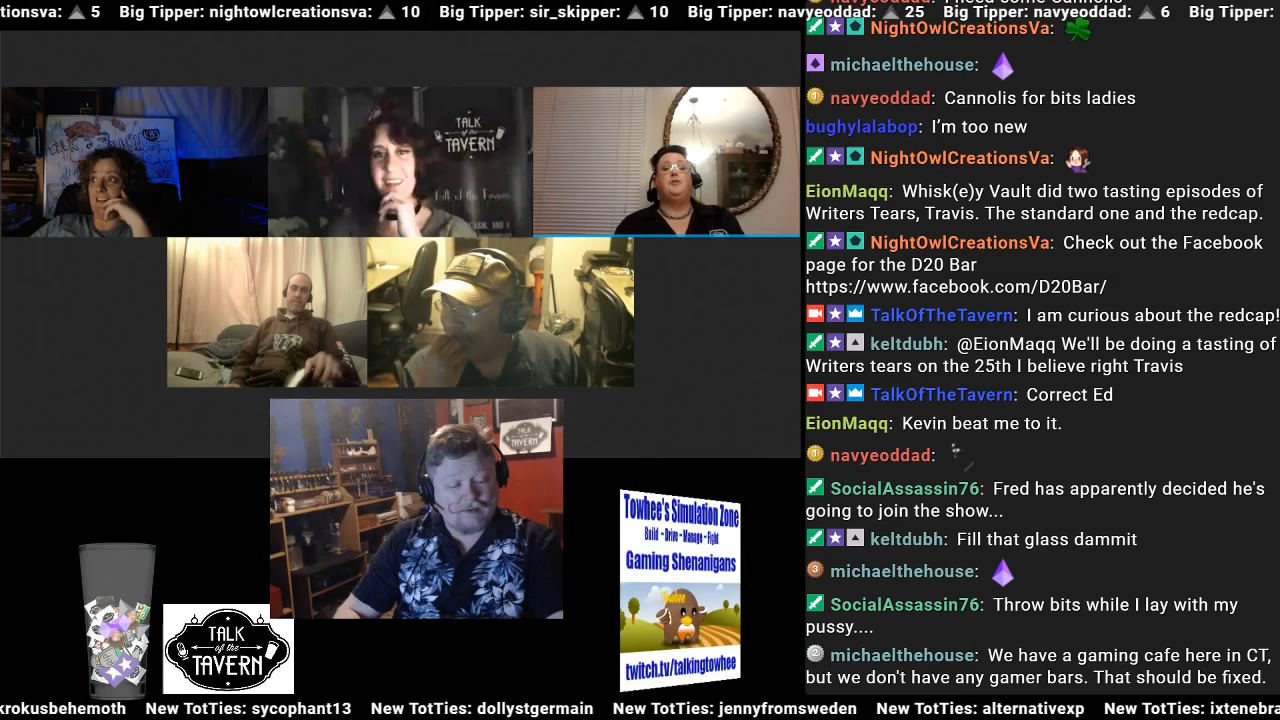 tionsva: 5 Big Tipper: nightowlcreationsva: 10 Big Tipper: sir_skipper: 10 Big Tipper: navyeoddad: 25 Big Tipper: navyeoddad: 6 Big Tipper:
NightOwlCreationsVa:
michaelthehouse:
navyeoddad: Cannolis for bits ladies
bughylalabop: I’m too new
NightOwlCreationsVa:
EionMaqq: Whisk(e)y Vault did two tasting episodes of
Writers Tears, Travis. The standard one and the redcap.
NightOwlCreationsVa: Check out the Facebook
page for the D20 Bar
https://www.facebook.com/D20Bar/
TalkOfTheTavern: I am curious about the redcap!
keltdubh: @EionMaqq We'll be doing a tasting of
Writers tears on the 25th I believe right Travis
TalkOfTheTavern: Correct Ed
EionMaqq: Kevin beat me to it.
navyeoddad:
SocialAssassin76: Fred has apparently decided he's
going to join the show...
keltdubh: Fill that glass dammit
michaelthehouse:
SocialAssassin76: Throw bits while I lay with my
pussy....
michaelthehouse: We have a gaming cafe here in CT,
but we don't have any gamer bars. That should be fixed.
TALK
of the
TAVERN
TALK
of the
TAVERN
Towhee's Simulation Zone
Build - Drive - Manage - Fight
Gaming Shenanigans
Towhee
twitch.tv/talkingtowhee
TALK
of the
TAVERN
krokusbehemoth New TotTies: sycophant13 New TotTies: dollystgermain New TotTies: jennyfromsweden New TotTies: alternativexp New TotTies: ixtenebra